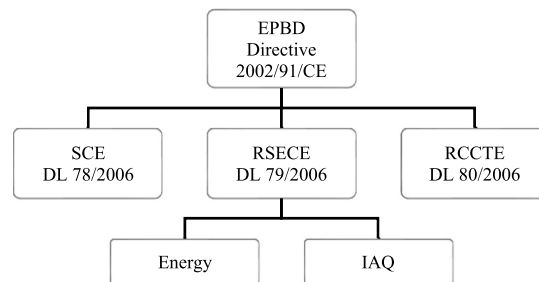 EPBD
Directive
2002/91/CE
SCE
DL 78/2006
RSECE
DL 79/2006
RCCTE
DL 80/2006
Energy
IAQ